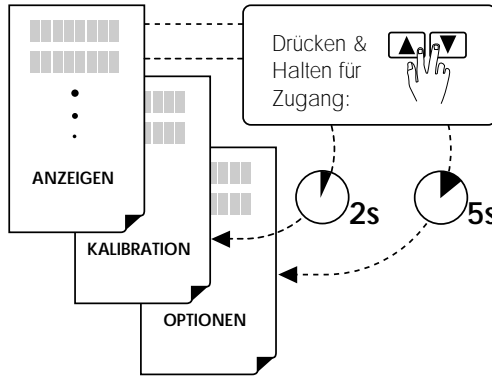 Drücken &
Halten für
Zugang:
ANZEIGEN
2s
5s
KALIBRATION
OPTIONEN